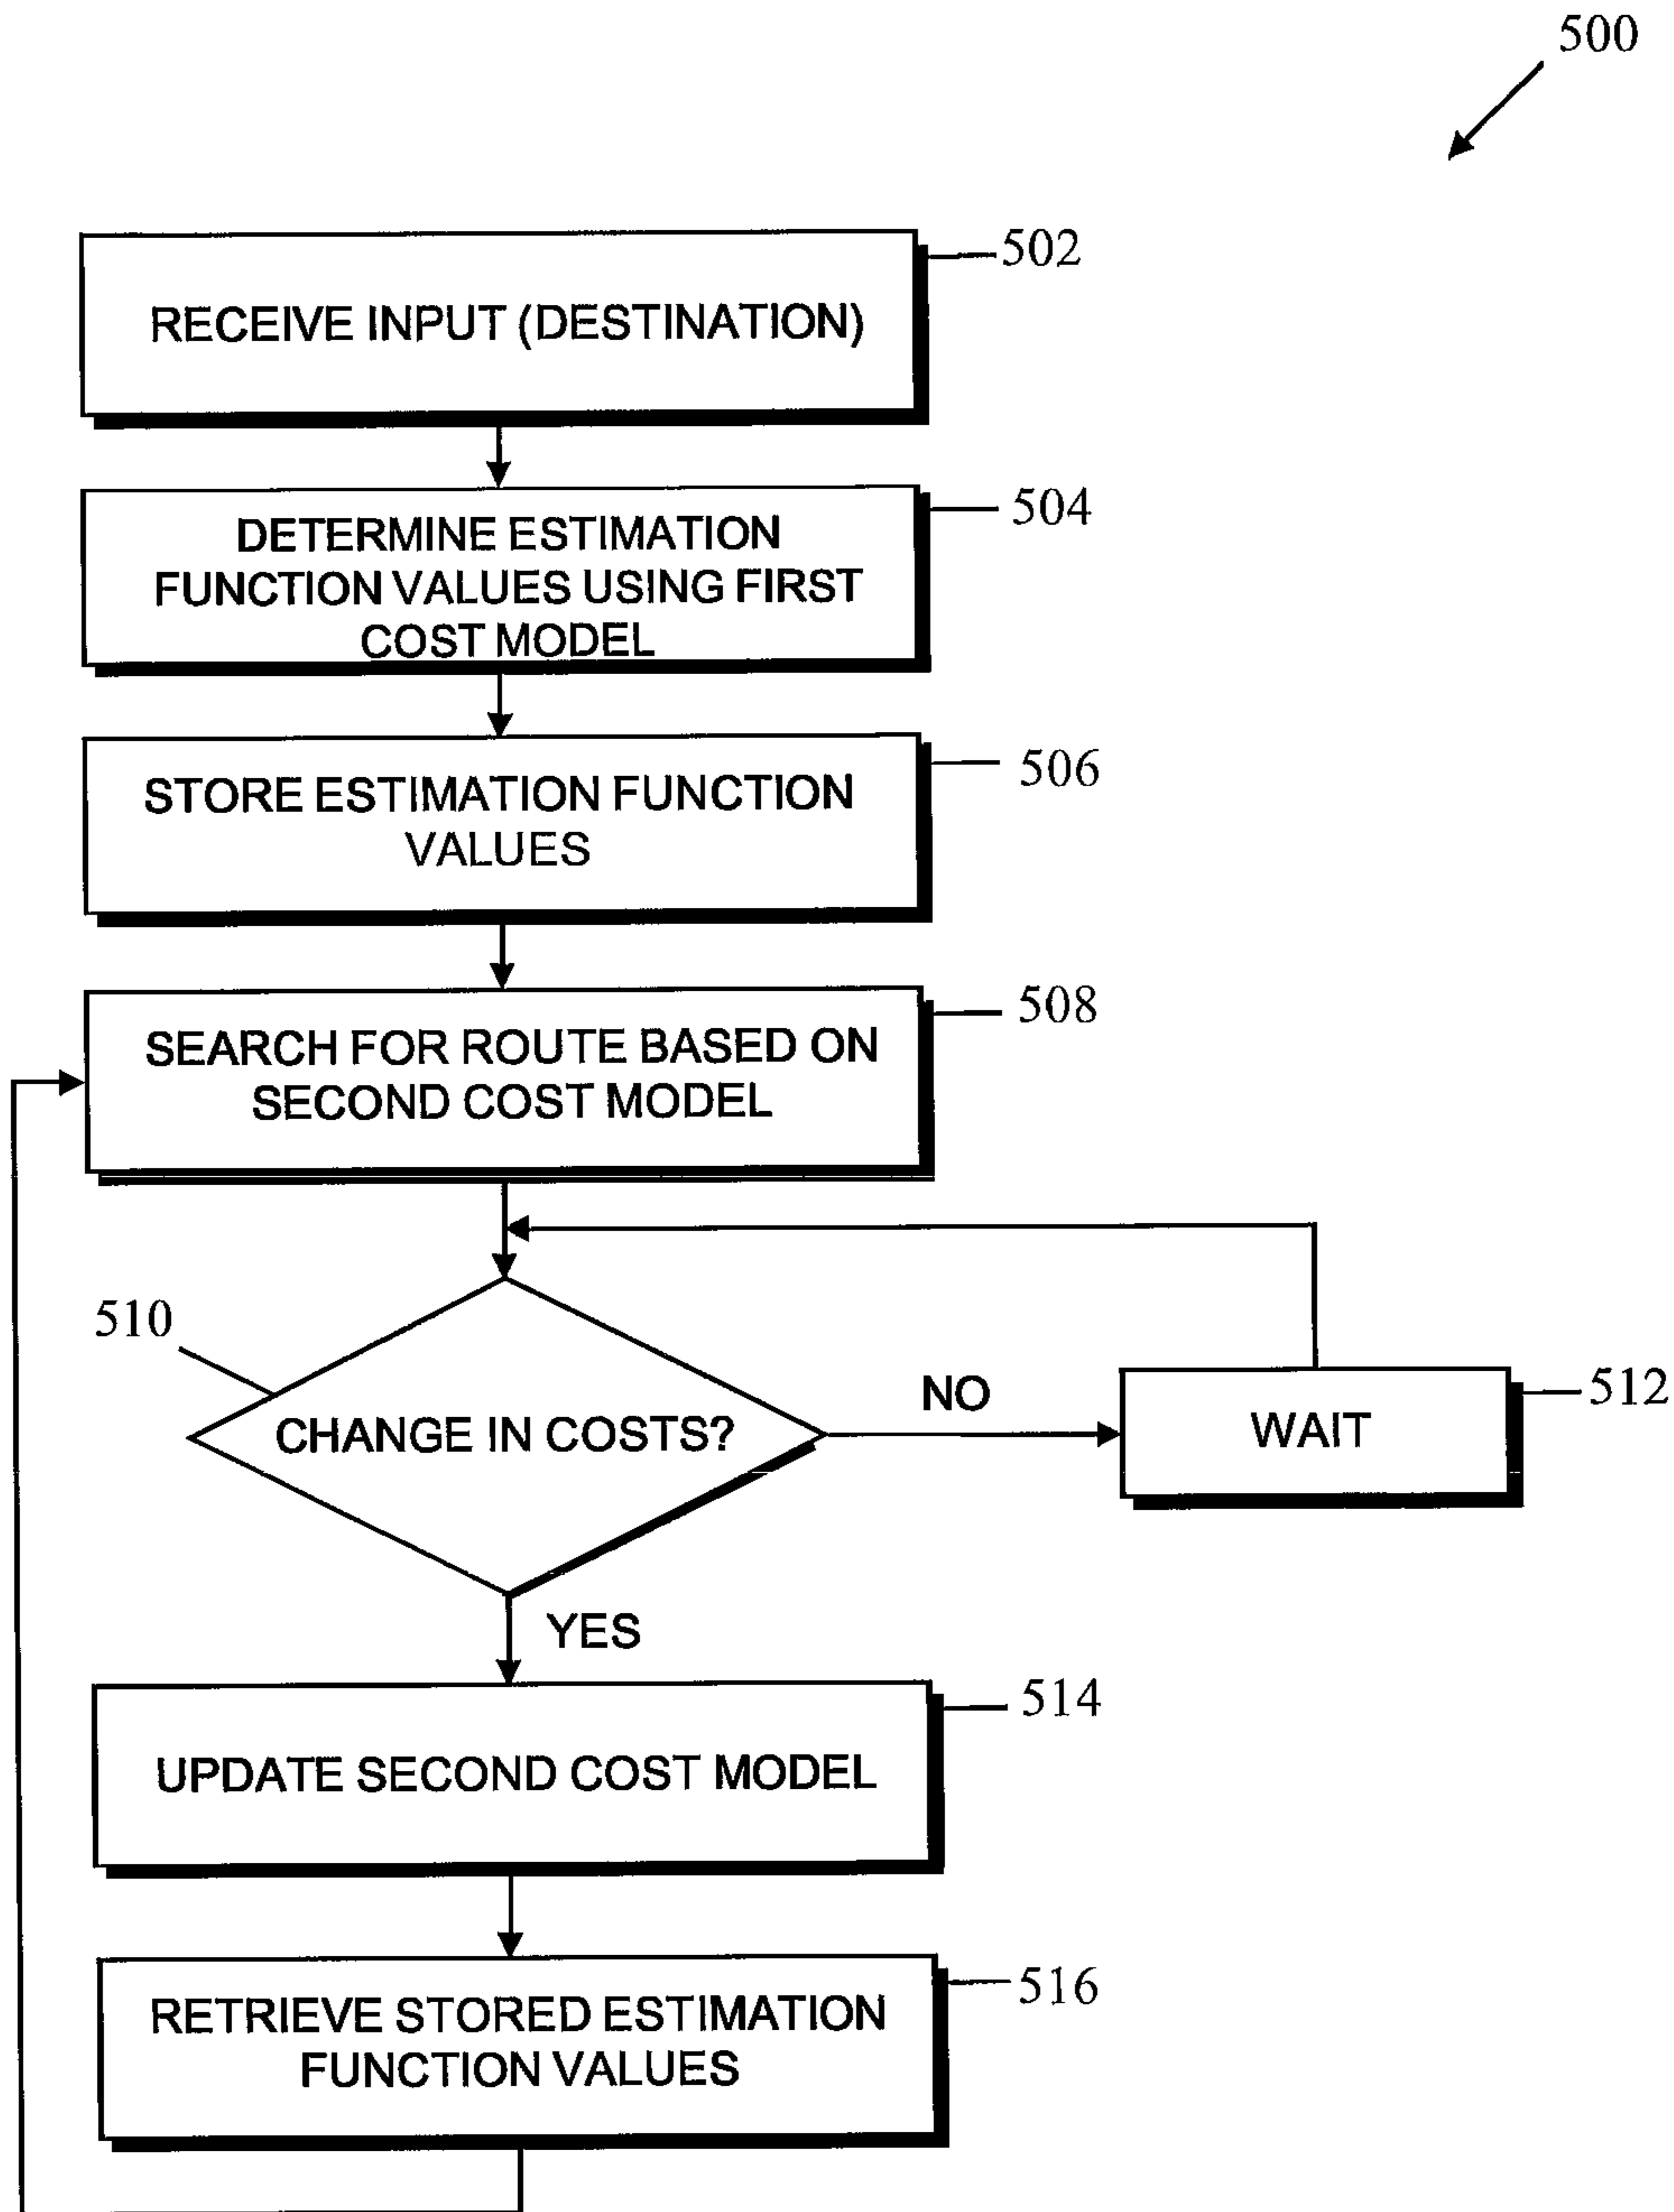 500
502
RECEIVE INPUT (DESTINATION)
504
DETERMINE ESTIMATION
FUNCTION VALUES USING FIRST
COST MODEL
506
STORE ESTIMATION FUNCTION
VALUES
508
SEARCH FOR ROUTE BASED ON
SECOND COST MODEL
510
CHANGE IN COSTS?
NO
512
WAIT
YES
514
UPDATE SECOND COST MODEL
516
RETRIEVE STORED ESTIMATION
FUNCTION VALUES